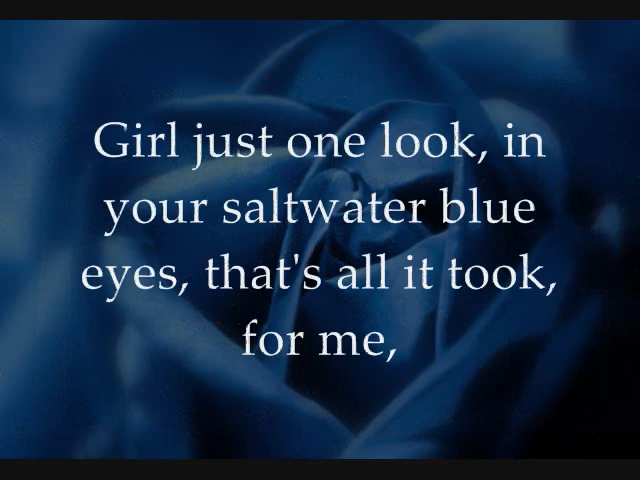 Girl just one look, in
your saltwater blue
eyes, that's all it took,
for me,